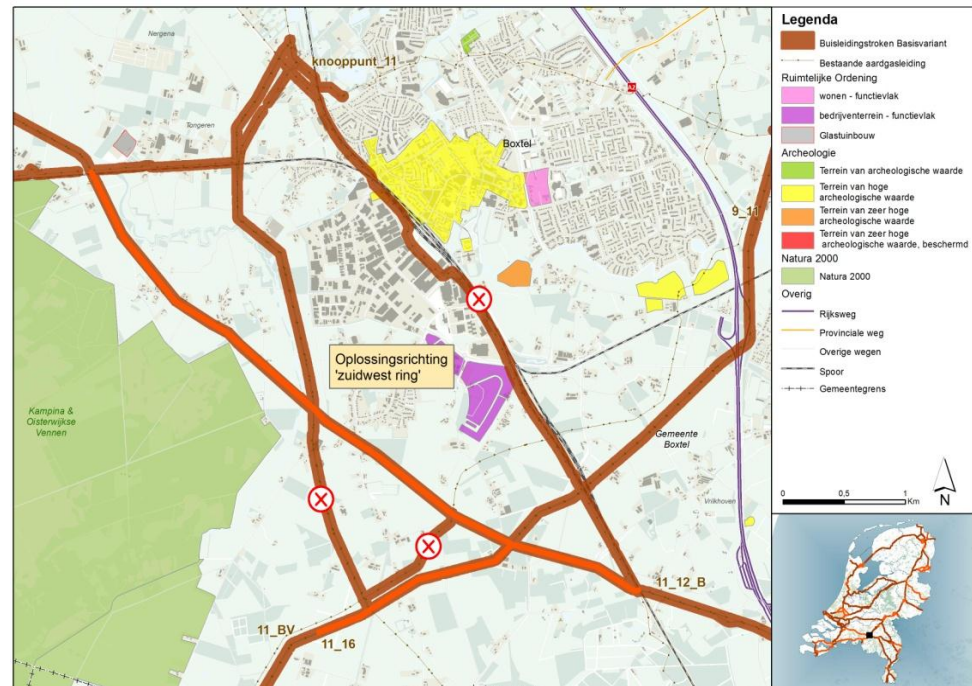 Nergena
knooppunt_11
Tongeren
A2
Boxtel
9_11
Oplossingsrichting
'zuidwest ring'
Kampina &
Oisterwijkse
Vennen
Gemeente
Boxtel
Vrilkhoven
11_12_B
11_BV
11_16
Legenda
Buisleidingstroken Basisvariant
Bestaande aardgasleiding
Ruimtelijke Ordening
wonen - functievlak
bedrijventerrein - functievlak
Glastuinbouw
Archeologie
Terrein van archeologische waarde
Terrein van hoge
archeologische waarde
Terrein van zeer hoge
archeologische waarde
Terrein van zeer hoge
archeologische waarde, beschermd
Natura 2000
Natura 2000
Overig
Rijksweg
Provinciale weg
Overige wegen
Spoor
Gemeentegrens
0 0,5 1
Km
N